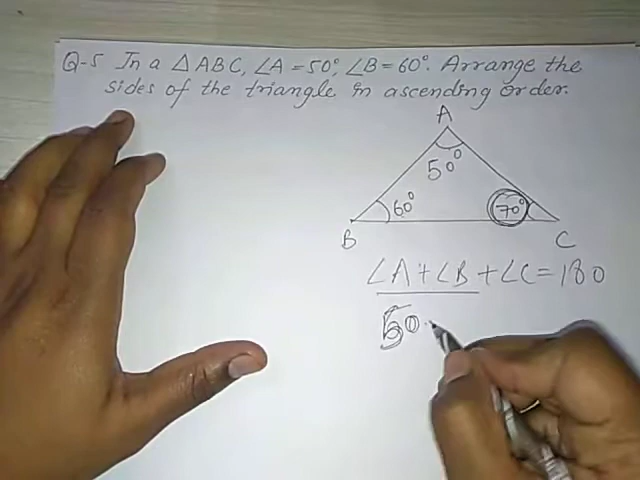 Q-5 In a △ABC, ∠A=50°, ∠B=60°. Arrange the
sides of the triangle in ascending order.
A
50°
60°
70°
B
C
∠A+∠B+∠C=180
50